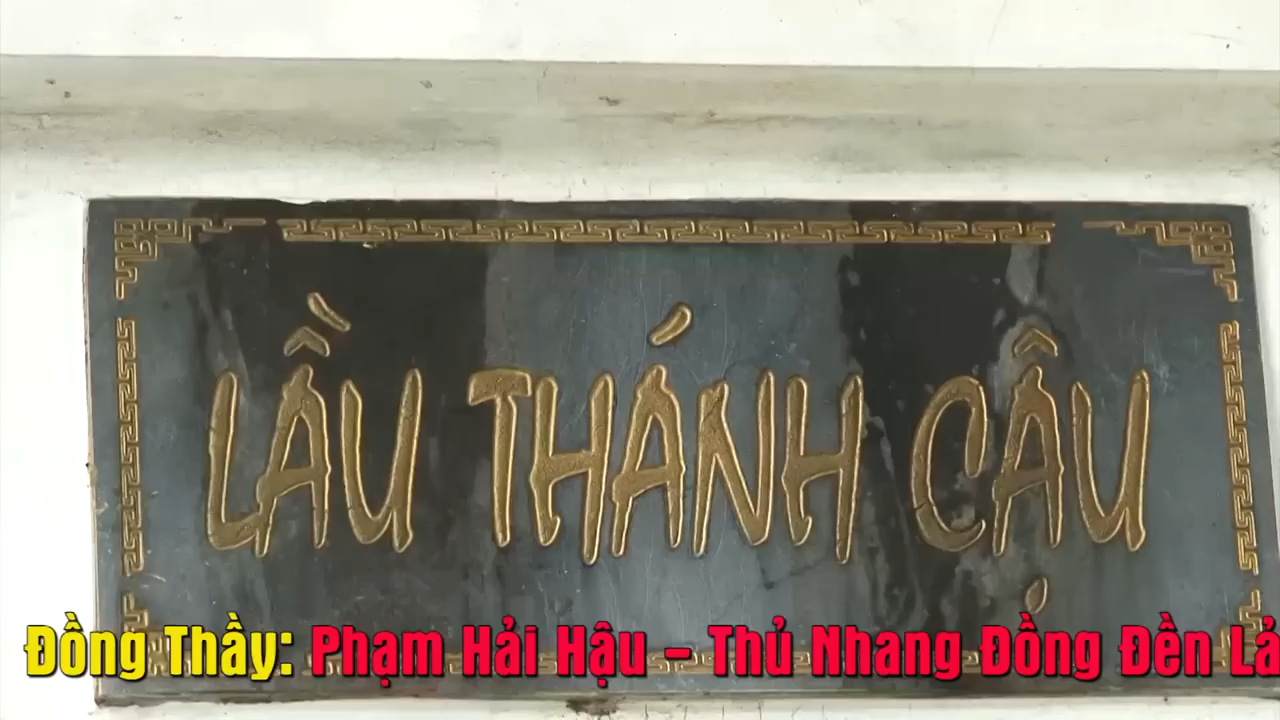 LẦU THÁNH CẬU
Đồng Thầy: Phạm Hải Hậu – Thủ Nhang Đồng Đền